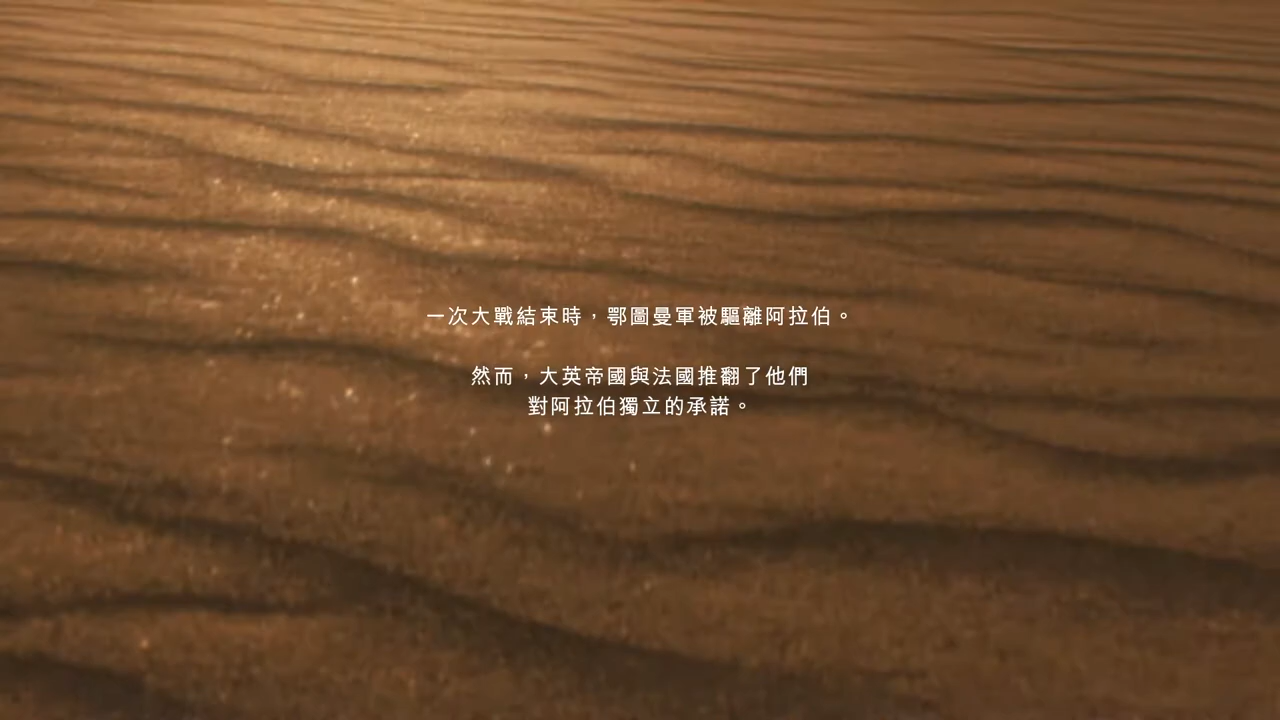 一次大戰結束時，鄂圖曼軍被驅離阿拉伯。
然而，大英帝國與法國推翻了他們
對阿拉伯獨立的承諾。